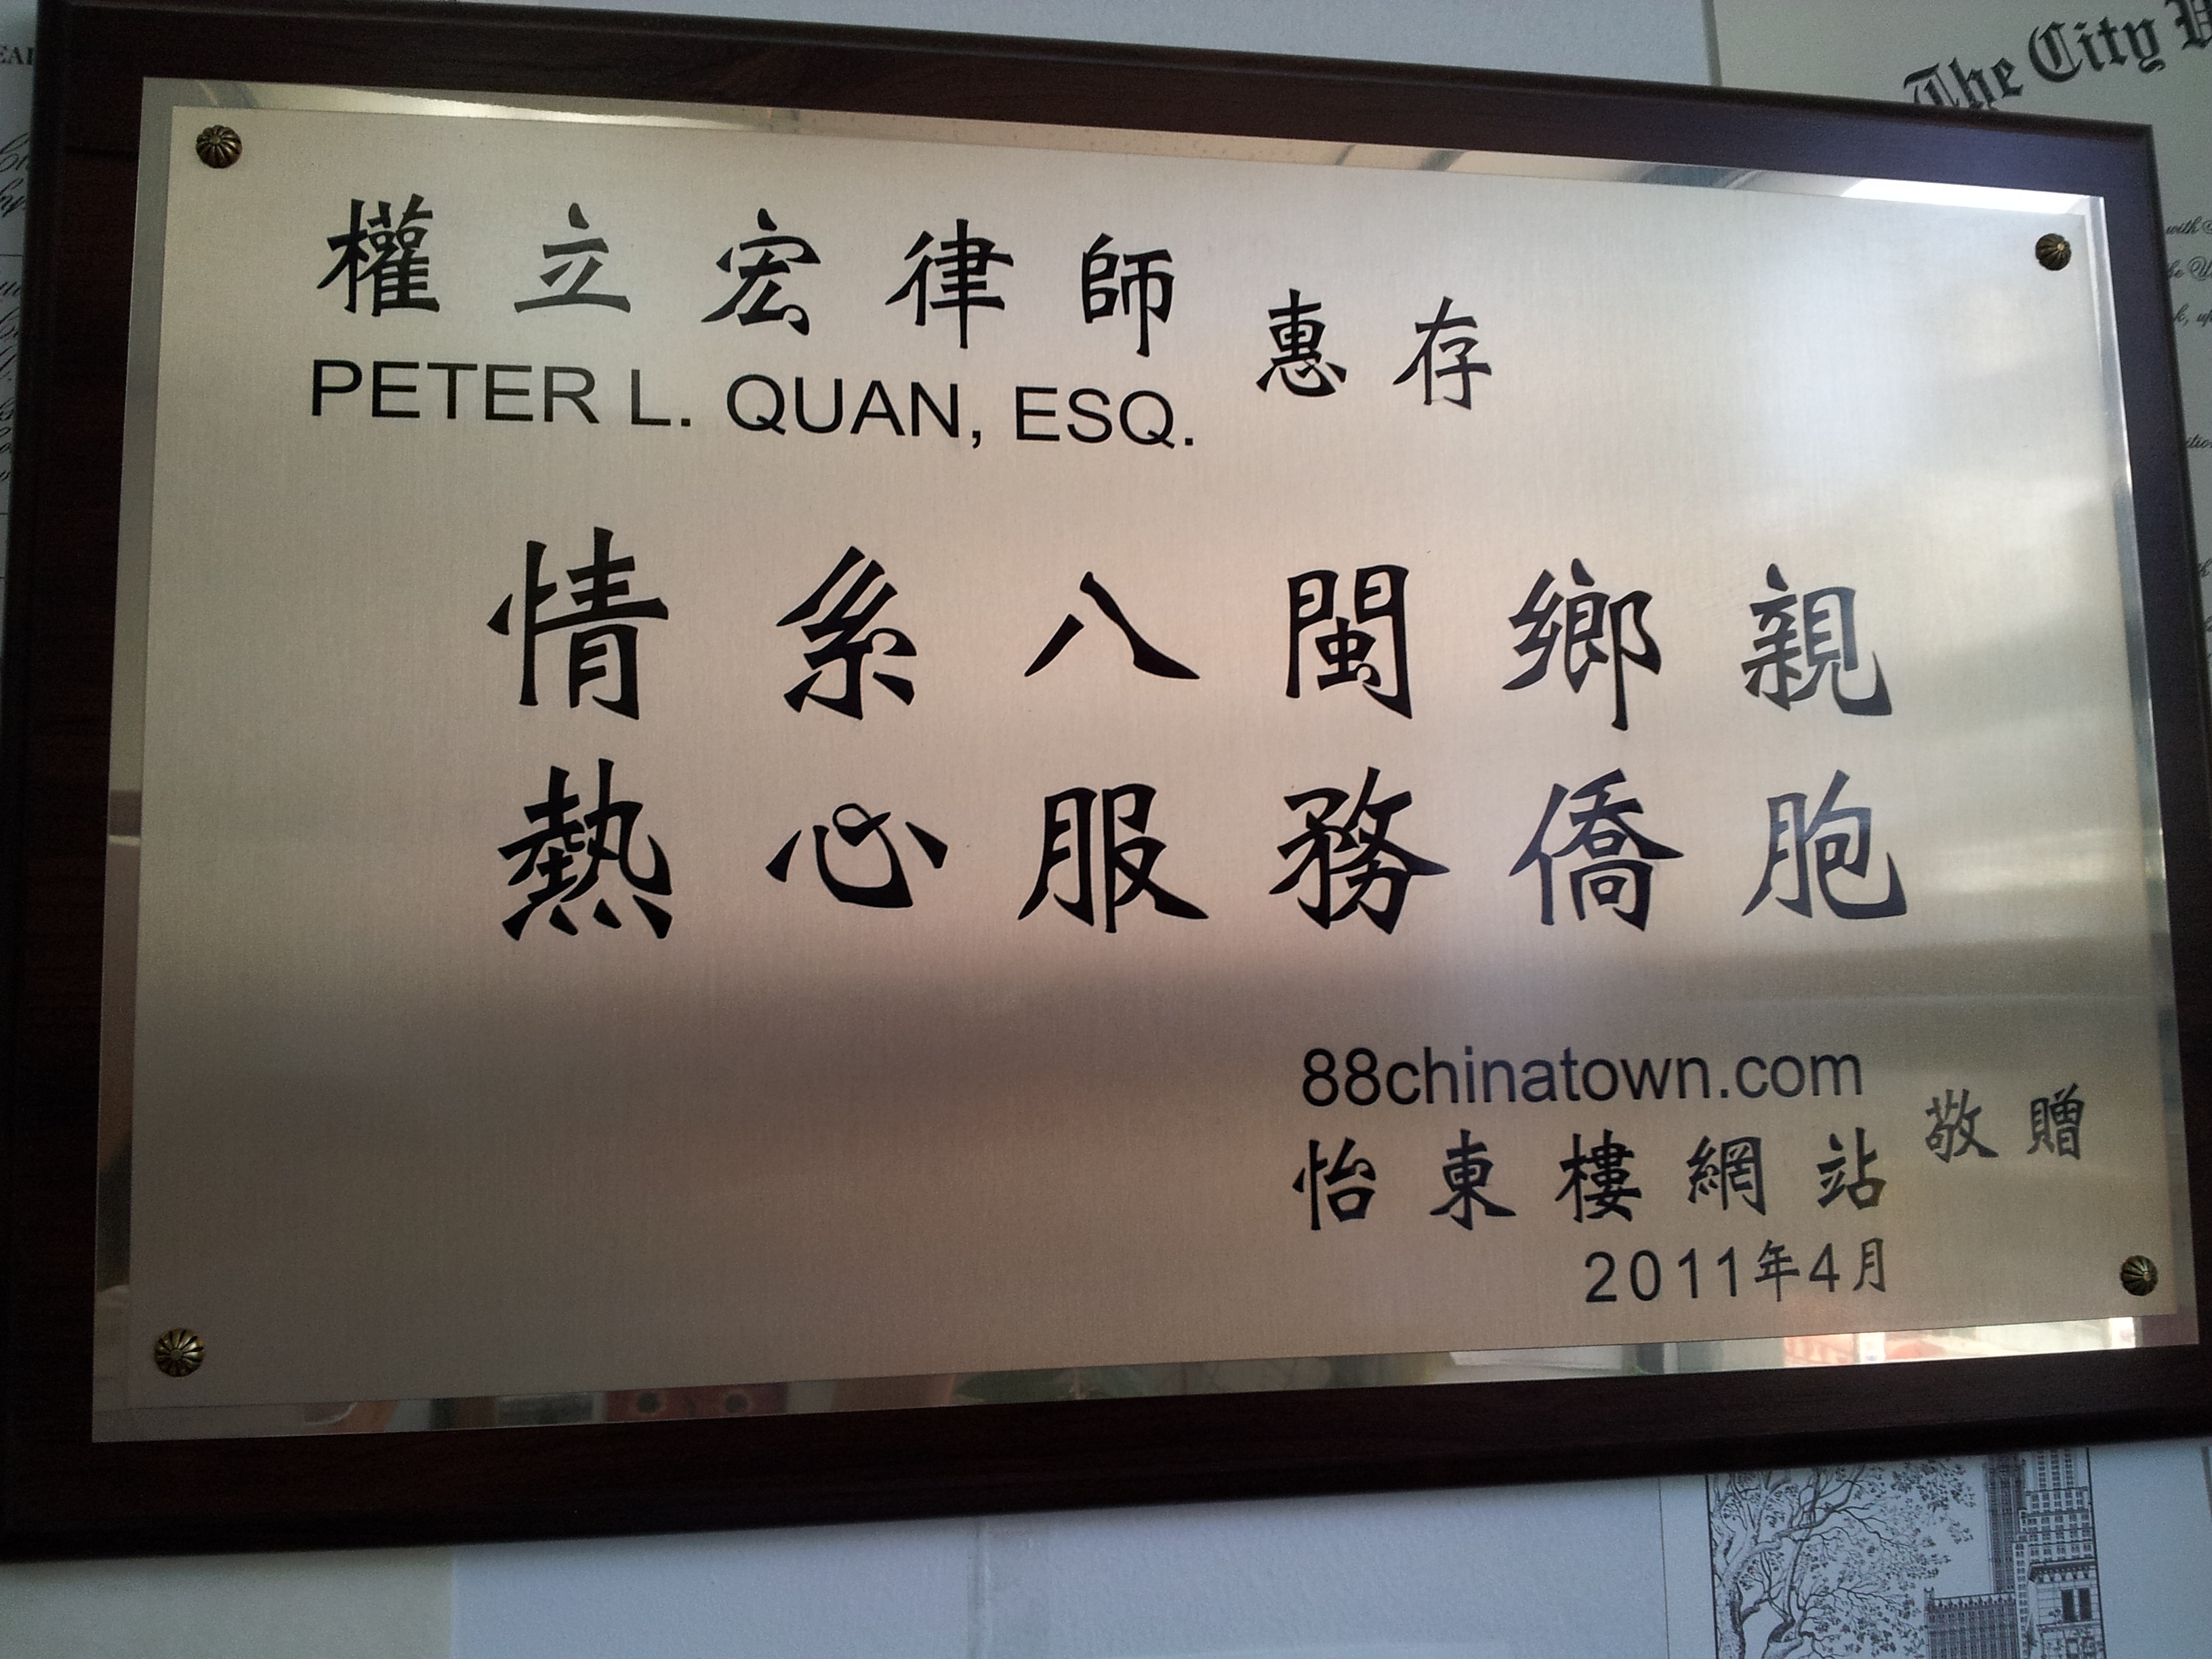 權立宏律師 惠存
PETER L. QUAN, ESQ.
情系八閩鄉親
熱心服務僑胞
88chinatown.com
怡東樓網站 敬贈
2011年4月
The City